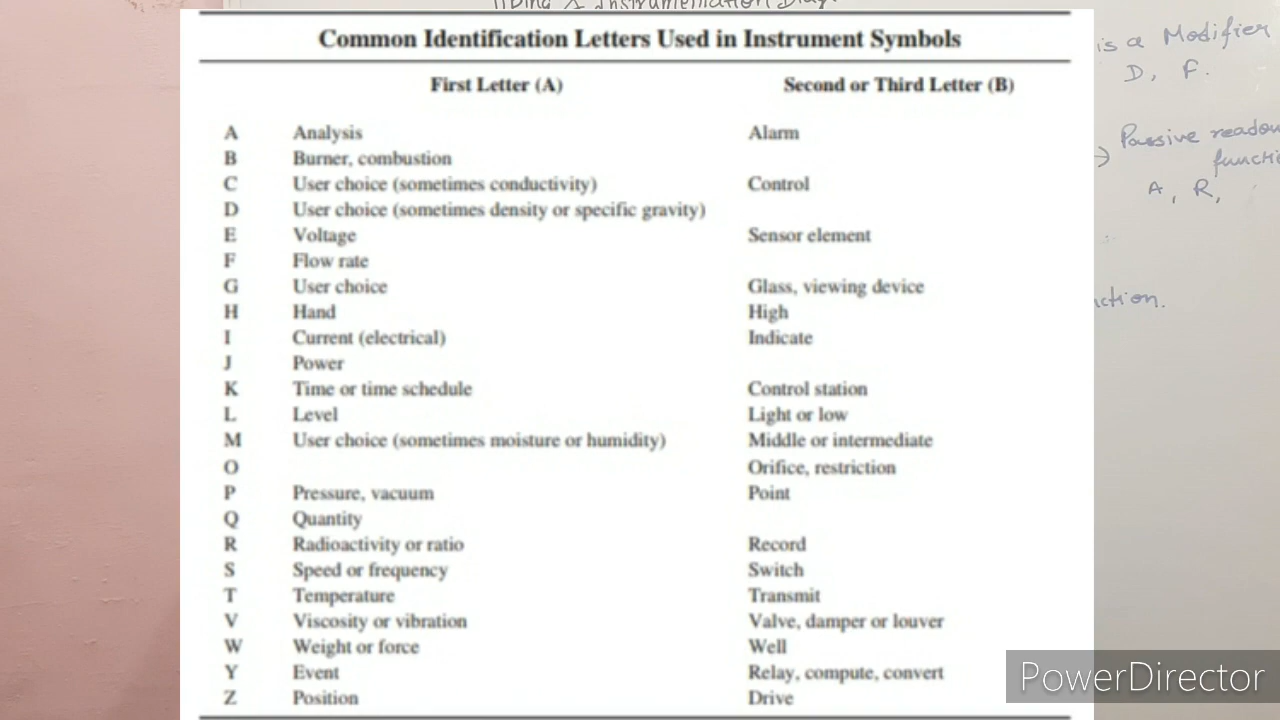 Common Identification Letters Used in Instrument Symbols
First Letter (A) Second or Third Letter (B)
A Analysis Alarm
B Burner, combustion
C User choice (sometimes conductivity) Control
D User choice (sometimes density or specific gravity)
E Voltage Sensor element
F Flow rate
G User choice Glass, viewing device
H Hand High
I Current (electrical) Indicate
J Power
K Time or time schedule Control station
L Level Light or low
M User choice (sometimes moisture or humidity) Middle or intermediate
O Orifice, restriction
P Pressure, vacuum Point
Q Quantity
R Radioactivity or ratio Record
S Speed or frequency Switch
T Temperature Transmit
V Viscosity or vibration Valve, damper or louver
W Weight or force Well
Y Event Relay, compute, convert
Z Position Drive
is a Modifier
D, F.
→ Passive
A, R,
PowerDirector